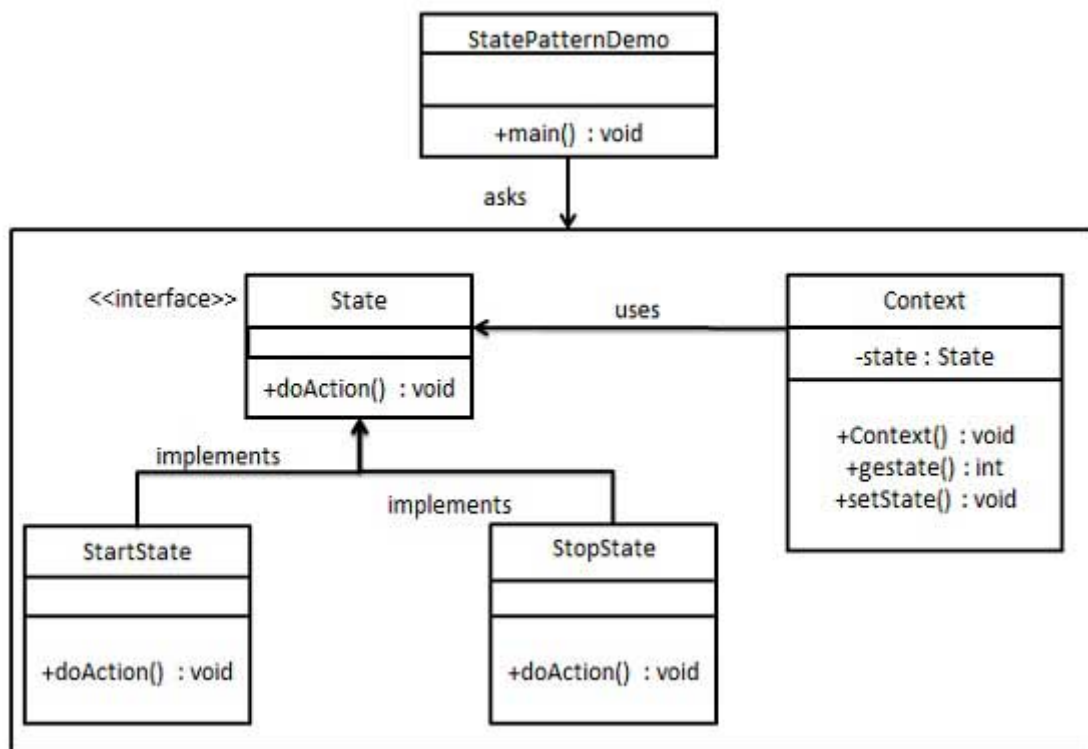 StatePatternDemo
+main() : void
asks
<<interface>>
State
+doAction() : void
uses
Context
-state : State
+Context() : void
+gestate() : int
+setState() : void
implements
implements
StartState
+doAction() : void
StopState
+doAction() : void